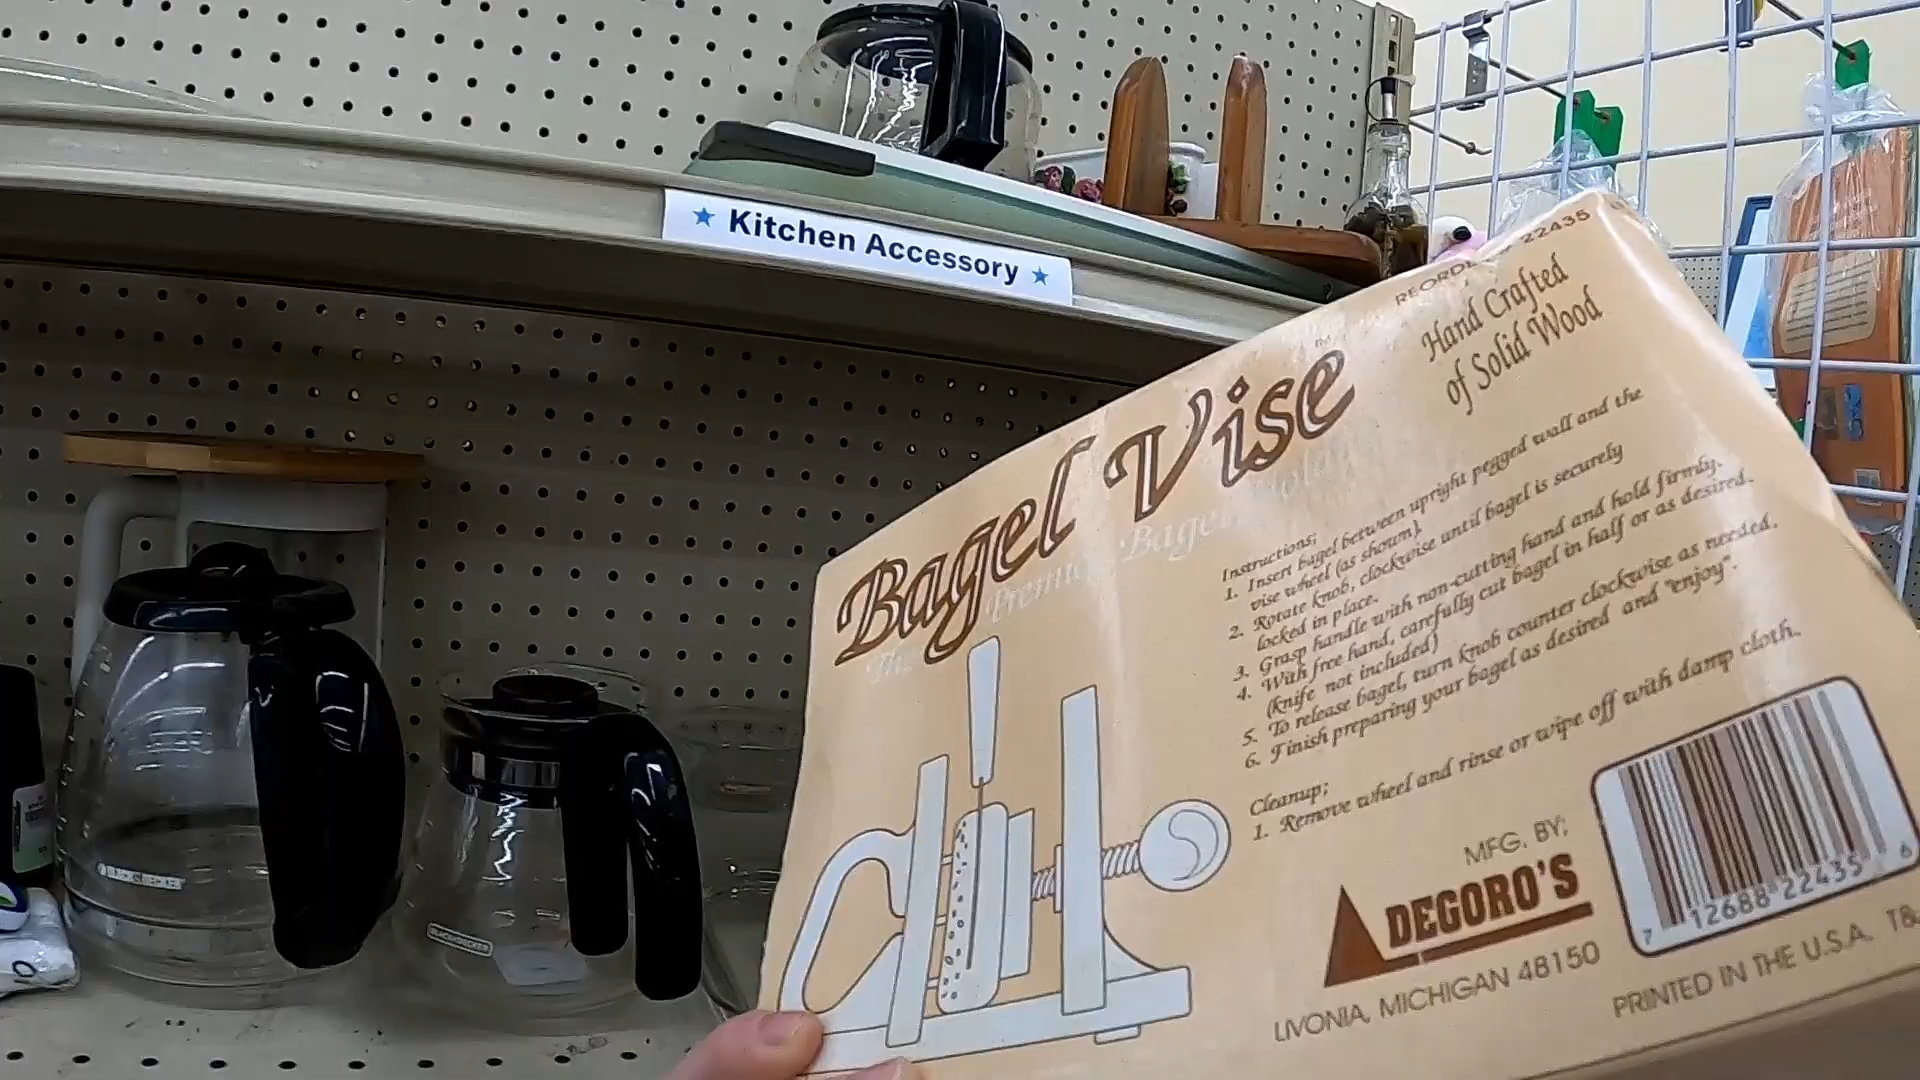 ★ Kitchen Accessory ★
22435
Hand Crafted
of Solid Wood
Bagel Vise
Instructions;
1. Insert bagel between upright pegged wall and the
vise wheel (as shown).
2. Rotate knob, clockwise until bagel is securely
locked in place.
3. Grasp handle with non-cutting hand and hold firmly.
4. With free hand, carefully cut bagel in half or as desired.
(knife not included)
5. To release bagel, turn knob counter clockwise as needed.
6. Finish preparing your bagel as desired and "enjoy".
Cleanup;
1. Remove wheel and rinse or wipe off with damp cloth.
MFG. BY;
DEGORO'S
LIVONIA, MICHIGAN 48150
7 12688 22435 6
PRINTED IN THE U.S.A.
BLACK+DECKER